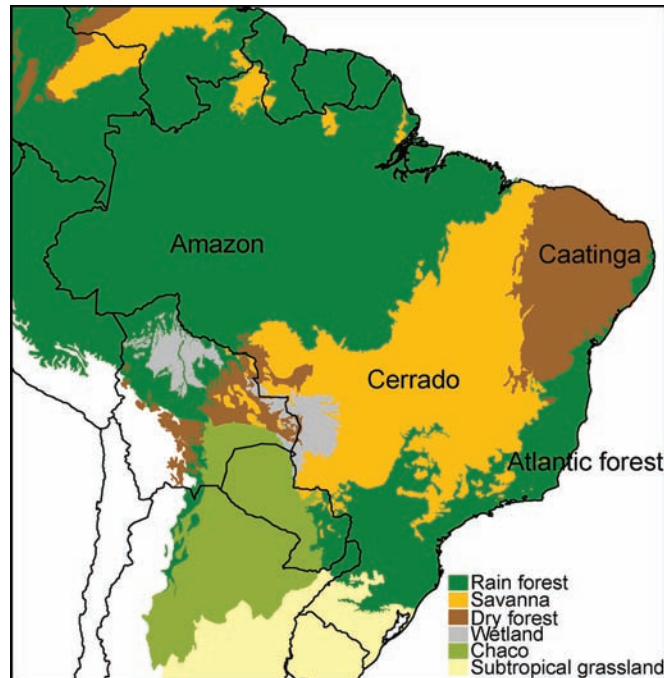 Amazon
Caatinga
Cerrado
Atlantic forest
Rain forest
Savanna
Dry forest
Wetland
Chaco
Subtropical grassland